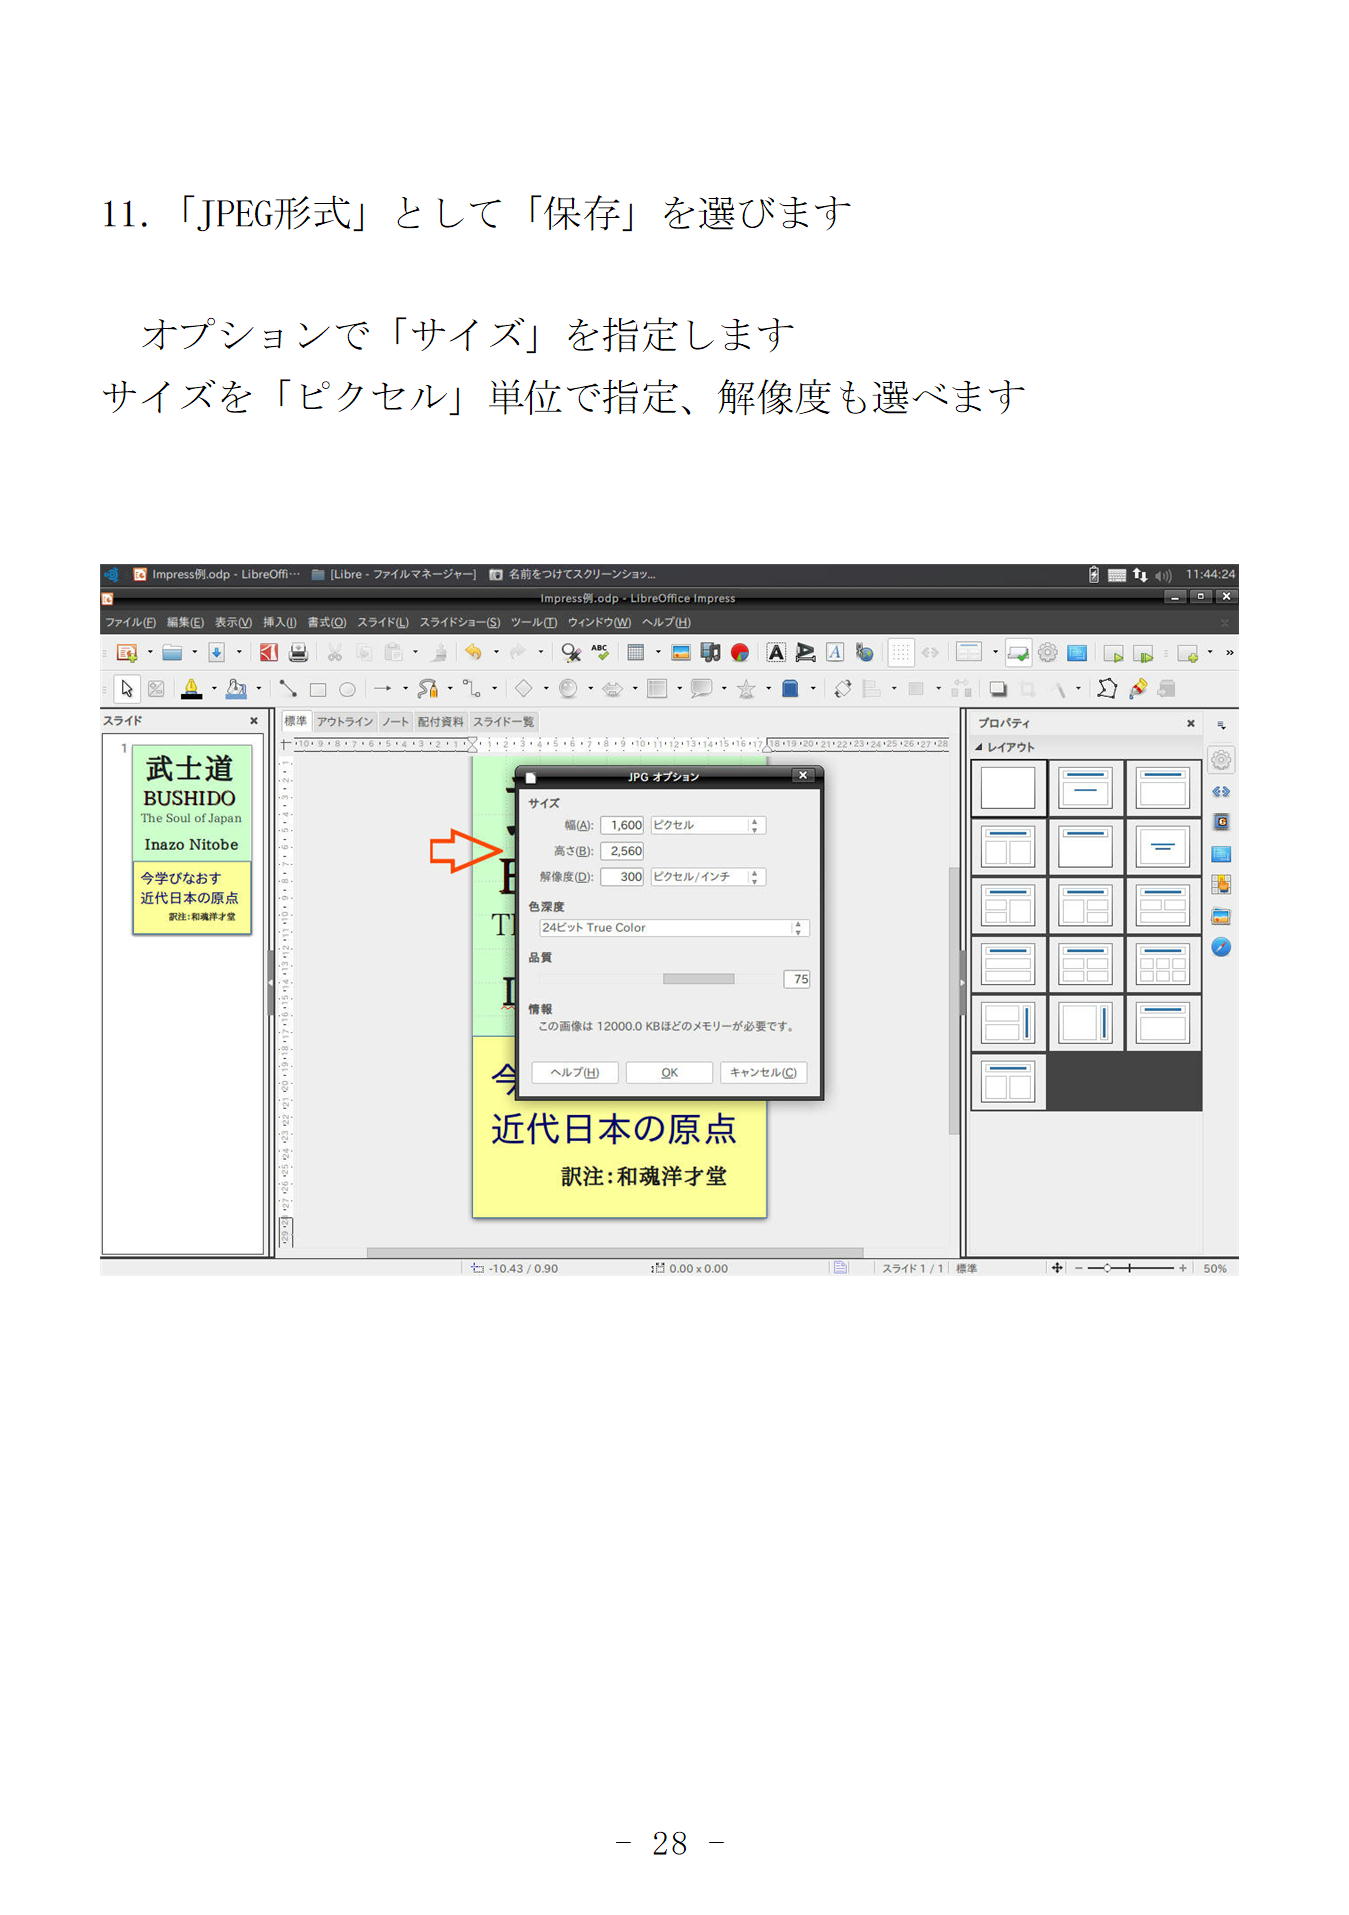 11. 「JPEG形式」として「保存」を選びます
オプションで「サイズ」を指定します
サイズを「ピクセル」単位で指定、解像度も選べます
Impress例.odp - LibreOffi… [Libre - ファイルマネージャー] 名前をつけてスクリーンショッ... 11:44:24
Impress例.odp - LibreOffice Impress
ファイル(F) 編集(E) 表示(V) 挿入(I) 書式(O) スライド(L) スライドショー(S) ツール(T) ウィンドウ(W) ヘルプ(H)
スライド
標準 アウトライン ノート 配付資料 スライド一覧
プロパティ
レイアウト
1
武士道
BUSHIDO
The Soul of Japan
Inazo Nitobe
今学びなおす
近代日本の原点
訳注:和魂洋才堂
JPG オプション
サイズ
幅(A): 1,600 ピクセル
高さ(B): 2,560
解像度(D): 300 ピクセル/インチ
色深度
24ビット True Color
品質
75
情報
この画像は 12000.0 KBほどのメモリーが必要です。
ヘルプ(H) OK キャンセル(C)
今
近代日本の原点
訳注:和魂洋才堂
-10.43 / 0.90 0.00 x 0.00 スライド 1 / 1 標準 50%
- 28 -